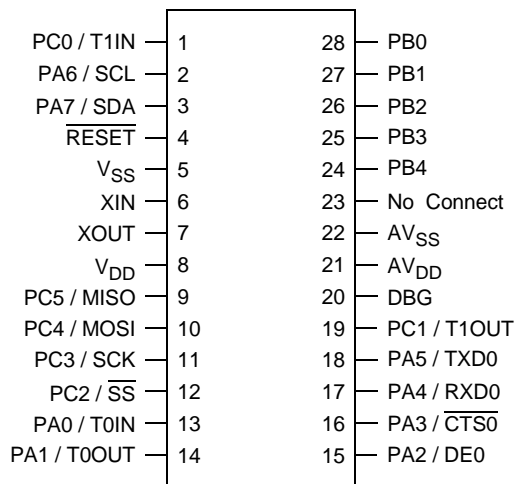 PC0 / T1IN 1 28 PB0
PA6 / SCL 2 27 PB1
PA7 / SDA 3 26 PB2
R̅E̅S̅E̅T̅ 4 25 PB3
VSS 5 24 PB4
XIN 6 23 No Connect
XOUT 7 22 AVSS
VDD 8 21 AVDD
PC5 / MISO 9 20 DBG
PC4 / MOSI 10 19 PC1 / T1OUT
PC3 / SCK 11 18 PA5 / TXD0
PC2 / S̅S̅ 12 17 PA4 / RXD0
PA0 / T0IN 13 16 PA3 / C̅T̅S̅0̅
PA1 / T0OUT 14 15 PA2 / DE0